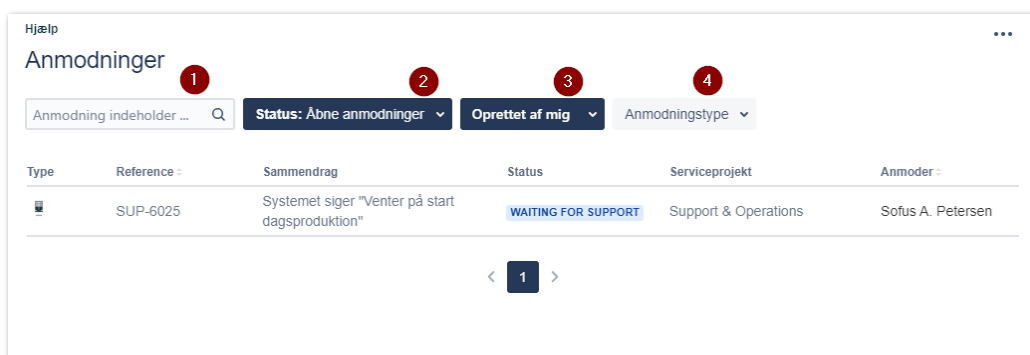 Hjælp
Anmodninger
1
2
3
4
Anmodning indeholder ...
Status: Åbne anmodninger
Oprettet af mig
Anmodningstype
Type Reference Sammendrag Status Serviceprojekt Anmoder
SUP-6025 Systemet siger "Venter på start WAITING FOR SUPPORT Support & Operations Sofus A. Petersen
dagsproduktion"
1